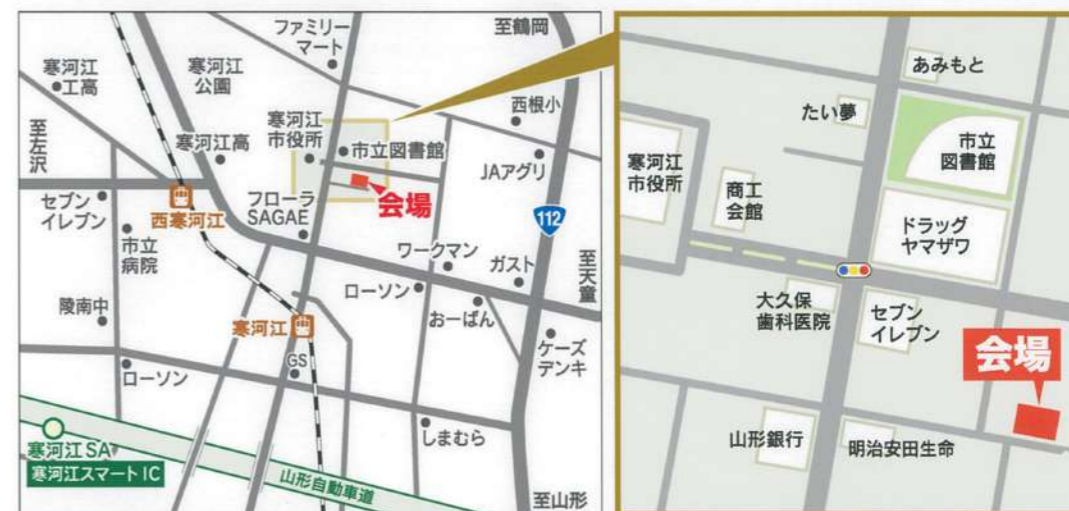 ファミリー
マート
至鶴岡
寒河江
工高
寒河江
公園
西根小
至左沢
寒河江高
寒河江
市役所
市立図書館
JAアグリ
会場
セブン
イレブン
西寒河江
フローラ
SAGAE
112
市立
病院
ワークマン
ガスト
至天童
陵南中
寒河江
ローソン
おーばん
ケーズ
デンキ
GS
ローソン
しまむら
寒河江SA
寒河江スマートIC
山形自動車道
至山形
あみもと
たい夢
市立
図書館
寒河江
市役所
商工
会館
ドラッグ
ヤマザワ
大久保
歯科医院
セブン
イレブン
会場
山形銀行
明治安田生命